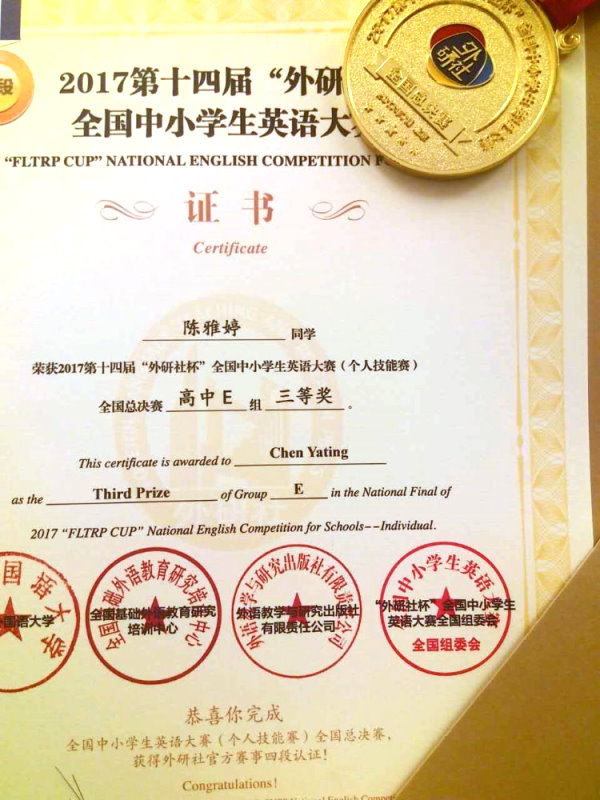 段
2017第十四届“外研
全国中小学生英语大赛
“FLTRP CUP” NATIONAL ENGLISH COMPETITION F
外研社
证书
Certificate
陈雅婷 同学
荣获2017第十四届“外研社杯”全国中小学生英语大赛（个人技能赛）
全国总决赛 高中E 组 三等奖 。
This certificate is awarded to Chen Yating
as the Third Prize of Group E in the National Final of
2017 “FLTRP CUP” National English Competition for Schools--Individual.
国语大学
全国基础外语教育研究
培训中心
外语教学与研究出版社
有限责任公司
“外研社杯”全国中小学生
英语大赛全国组委会
全国组委会
恭喜你完成
全国中小学生英语大赛（个人技能赛）全国总决赛，
获得外研社官方赛事四段认证！
Congratulations!